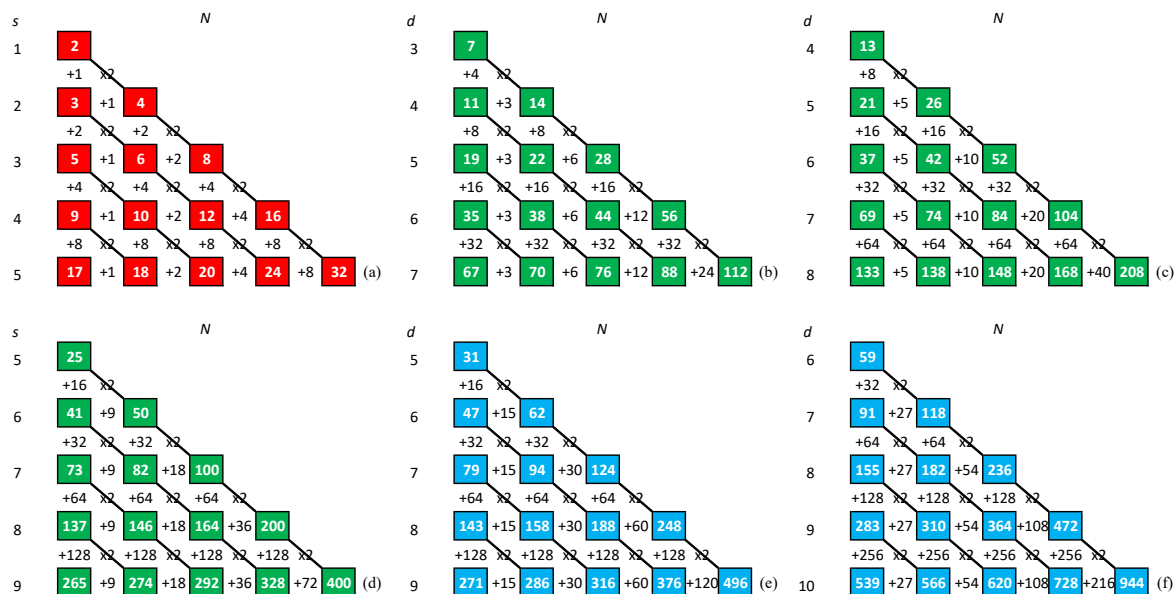 s N
1 2
+1 x2
2 3 +1 4
+2 x2 +2 x2
3 5 +1 6 +2 8
+4 x2 +4 x2 +4 x2
4 9 +1 10 +2 12 +4 16
+8 x2 +8 x2 +8 x2 +8 x2
5 17 +1 18 +2 20 +4 24 +8 32 (a)
d N
3 7
+4 x2
4 11 +3 14
+8 x2 +8 x2
5 19 +3 22 +6 28
+16 x2 +16 x2 +16 x2
6 35 +3 38 +6 44 +12 56
+32 x2 +32 x2 +32 x2 +32 x2
7 67 +3 70 +6 76 +12 88 +24 112 (b)
d N
4 13
+8 x2
5 21 +5 26
+16 x2 +16 x2
6 37 +5 42 +10 52
+32 x2 +32 x2 +32 x2
7 69 +5 74 +10 84 +20 104
+64 x2 +64 x2 +64 x2 +64 x2
8 133 +5 138 +10 148 +20 168 +40 208 (c)
s N
5 25
+16 x2
6 41 +9 50
+32 x2 +32 x2
7 73 +9 82 +18 100
+64 x2 +64 x2 +64 x2
8 137 +9 146 +18 164 +36 200
+128 x2 +128 x2 +128 x2 +128 x2
9 265 +9 274 +18 292 +36 328 +72 400 (d)
d N
5 31
+16 x2
6 47 +15 62
+32 x2 +32 x2
7 79 +15 94 +30 124
+64 x2 +64 x2 +64 x2
8 143 +15 158 +30 188 +60 248
+128 x2 +128 x2 +128 x2 +128 x2
9 271 +15 286 +30 316 +60 376 +120 496 (e)
d N
6 59
+32 x2
7 91 +27 118
+64 x2 +64 x2
8 155 +27 182 +54 236
+128 x2 +128 x2 +128 x2
9 283 +27 310 +54 364 +108 472
+256 x2 +256 x2 +256 x2 +256 x2
10 539 +27 566 +54 620 +108 728 +216 944 (f)